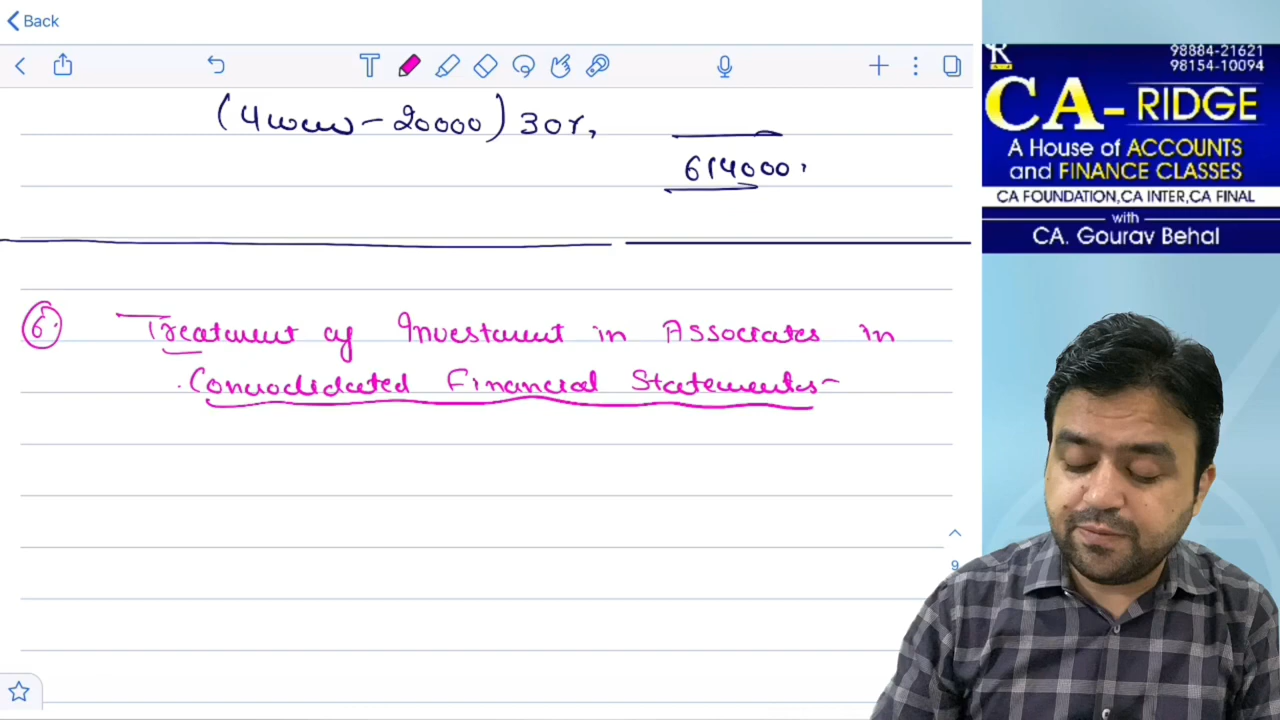 Back
98884-21621
98154-10094
CA- RIDGE
A House of ACCOUNTS
and FINANCE CLASSES
CA FOUNDATION,CA INTER,CA FINAL
with
CA. Gourav Behal
- 20000) 30%
614000
6. Treatment of Investment in Associates in
Consolidated Financial Statements-
9